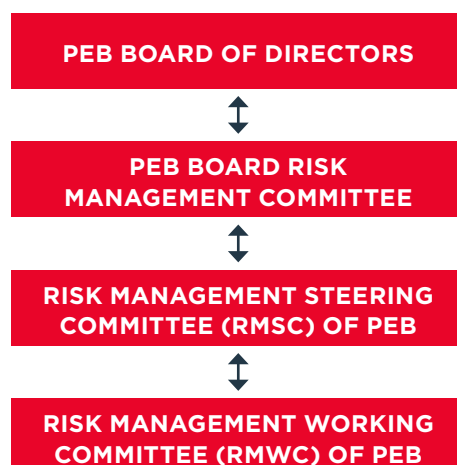 PEB BOARD OF DIRECTORS
PEB BOARD RISK
MANAGEMENT COMMITTEE
RISK MANAGEMENT STEERING
COMMITTEE (RMSC) OF PEB
RISK MANAGEMENT WORKING
COMMITTEE (RMWC) OF PEB